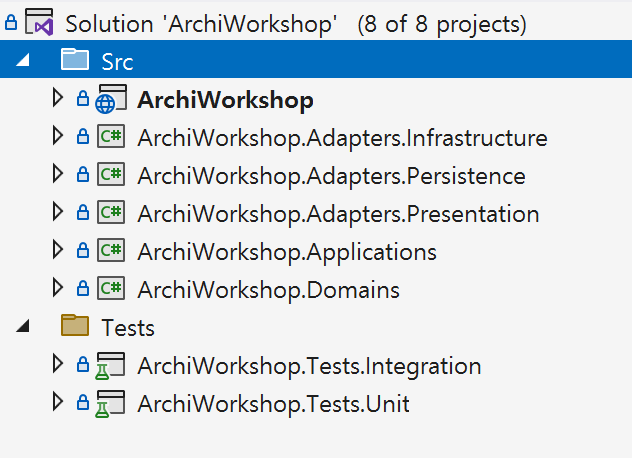 Solution 'ArchiWorkshop' (8 of 8 projects)
Src
ArchiWorkshop
C# ArchiWorkshop.Adapters.Infrastructure
C# ArchiWorkshop.Adapters.Persistence
C# ArchiWorkshop.Adapters.Presentation
C# ArchiWorkshop.Applications
C# ArchiWorkshop.Domains
Tests
ArchiWorkshop.Tests.Integration
ArchiWorkshop.Tests.Unit